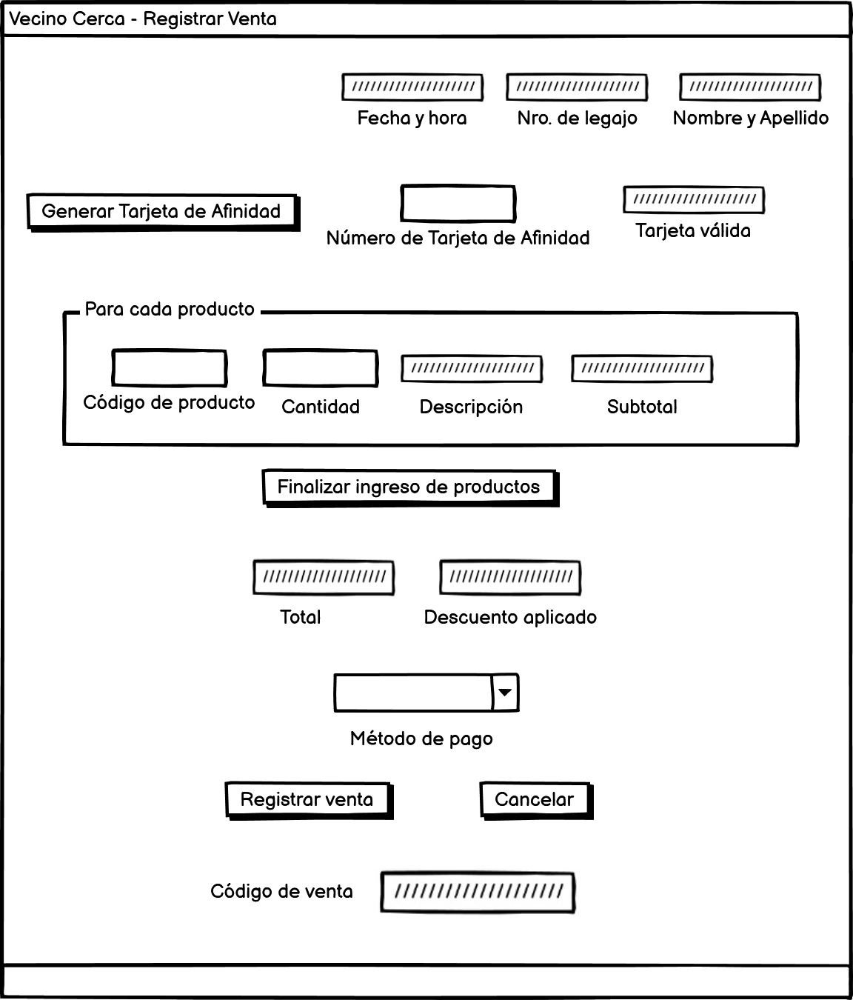 Vecino Cerca - Registrar Venta
Fecha y hora
Nro. de legajo
Nombre y Apellido
Generar Tarjeta de Afinidad
Número de Tarjeta de Afinidad
Tarjeta válida
Para cada producto
Código de producto
Cantidad
Descripción
Subtotal
Finalizar ingreso de productos
Total
Descuento aplicado
Método de pago
Registrar venta
Cancelar
Código de venta